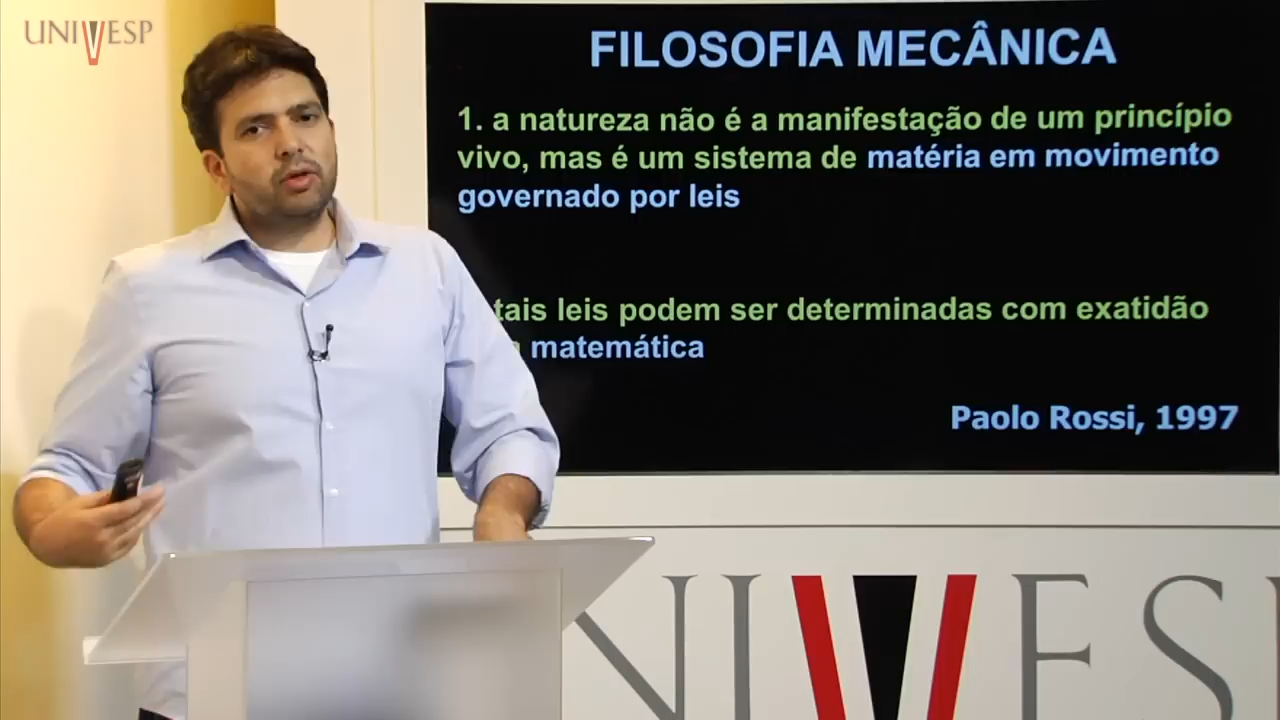 UNIVESP
FILOSOFIA MECÂNICA
1. a natureza não é a manifestação de um princípio
vivo, mas é um sistema de matéria em movimento
governado por leis
tais leis podem ser determinadas com exatidão
matemática
Paolo Rossi, 1997
UNIVESP